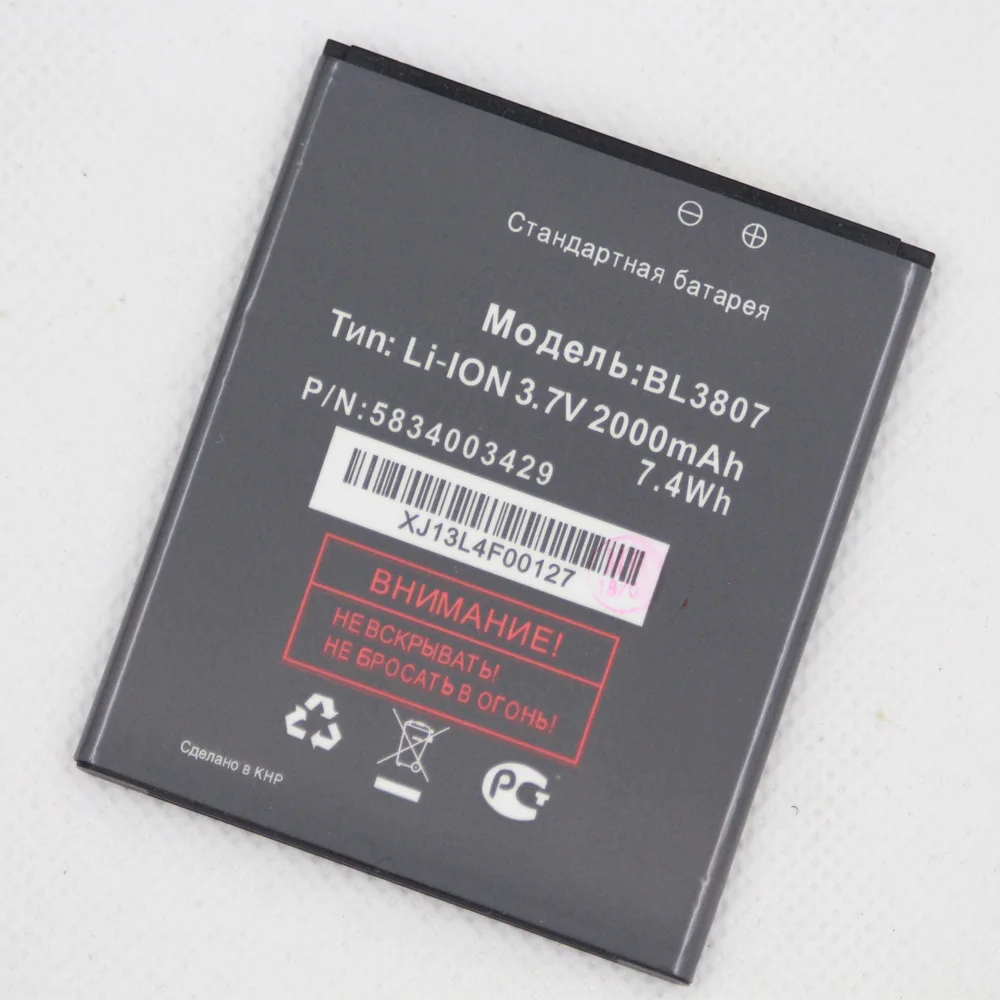 Стандартная батарея
Модель:BL3807
Тип: Li-ION 3.7V 2000mAh
7.4Wh
P/N:5834003429
XJ13L4F00127
ВНИМАНИЕ!
НЕ ВСКРЫВАТЬ!
НЕ БРОСАТЬ В ОГОНЬ!
Сделано в КНР